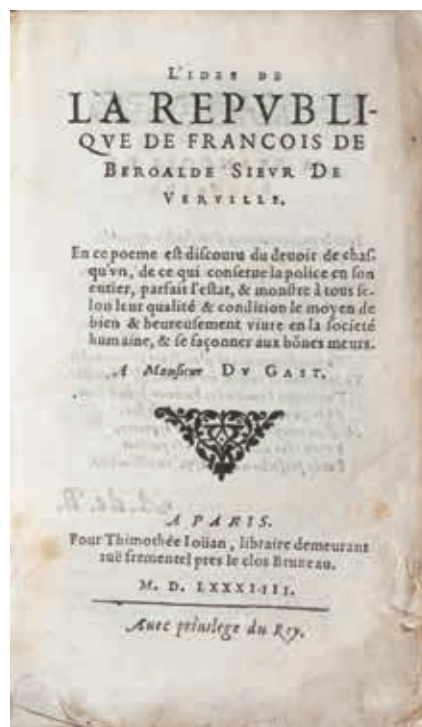 L'IDEE DE
LA REPVBLI-
QVE DE FRANCOIS DE
BEROALDE SIEVR DE
VERVILLE.
En ce poeme eſt diſcouru du deuoir de chaſ-
qu'vn, de ce qui conſerue la police en ſon
entier, parfait l'eſtat, & monſtre à tous ſe-
lon leur qualité & condition le moyen de
bien & heureuſement viure en la ſocieté
humaine, & ſe façonner aux bōnes meurs.
A Monſieur DV GAST.
A PARIS.
Pour Thimothée Ioüan, libraire demeurant
ruë frementel pres le clos Bruneau.
M. D. LXXXIIII.
Auec priuilege du Roy.